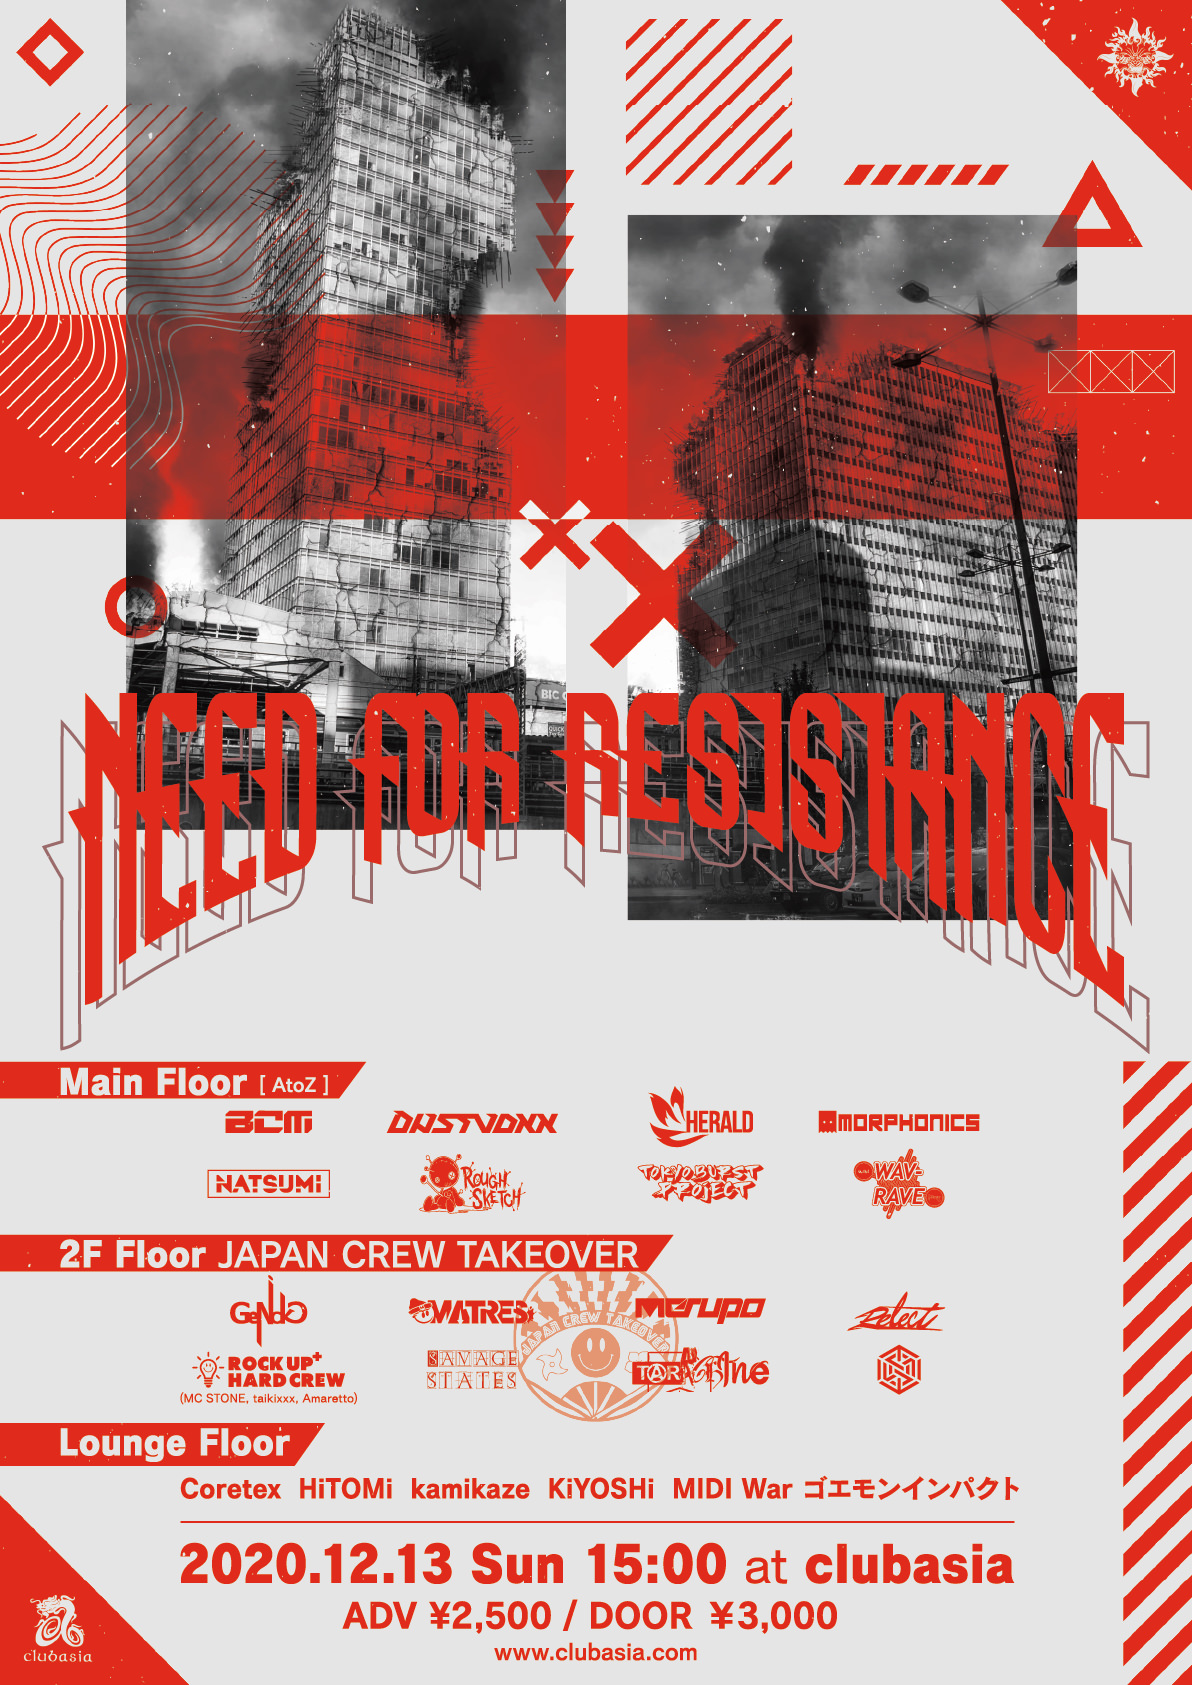 BIC
QUICK
NEED FOR RESISTANCE
Main Floor [ AtoZ ]
BCM
DUSTVOXX
HERALD
MORPHONICS
NATSUMi
ROUGH SKETCH
TOKYO BURST PROJECT
WAV-RAVE
2F Floor JAPAN CREW TAKEOVER
GeNdo
MATRES
Merupo
Relect
JAPAN CREW TAKEOVER
ROCK UP+
HARD CREW
(MC STONE, taikixxx, Amaretto)
SAVAGE
STATES
Lounge Floor
Coretex HiTOMi kamikaze KiYOSHi MIDI War ゴエモンインパクト
2020.12.13 Sun 15:00 at clubasia
ADV ¥2,500 / DOOR ¥3,000
www.clubasia.com
clubasia